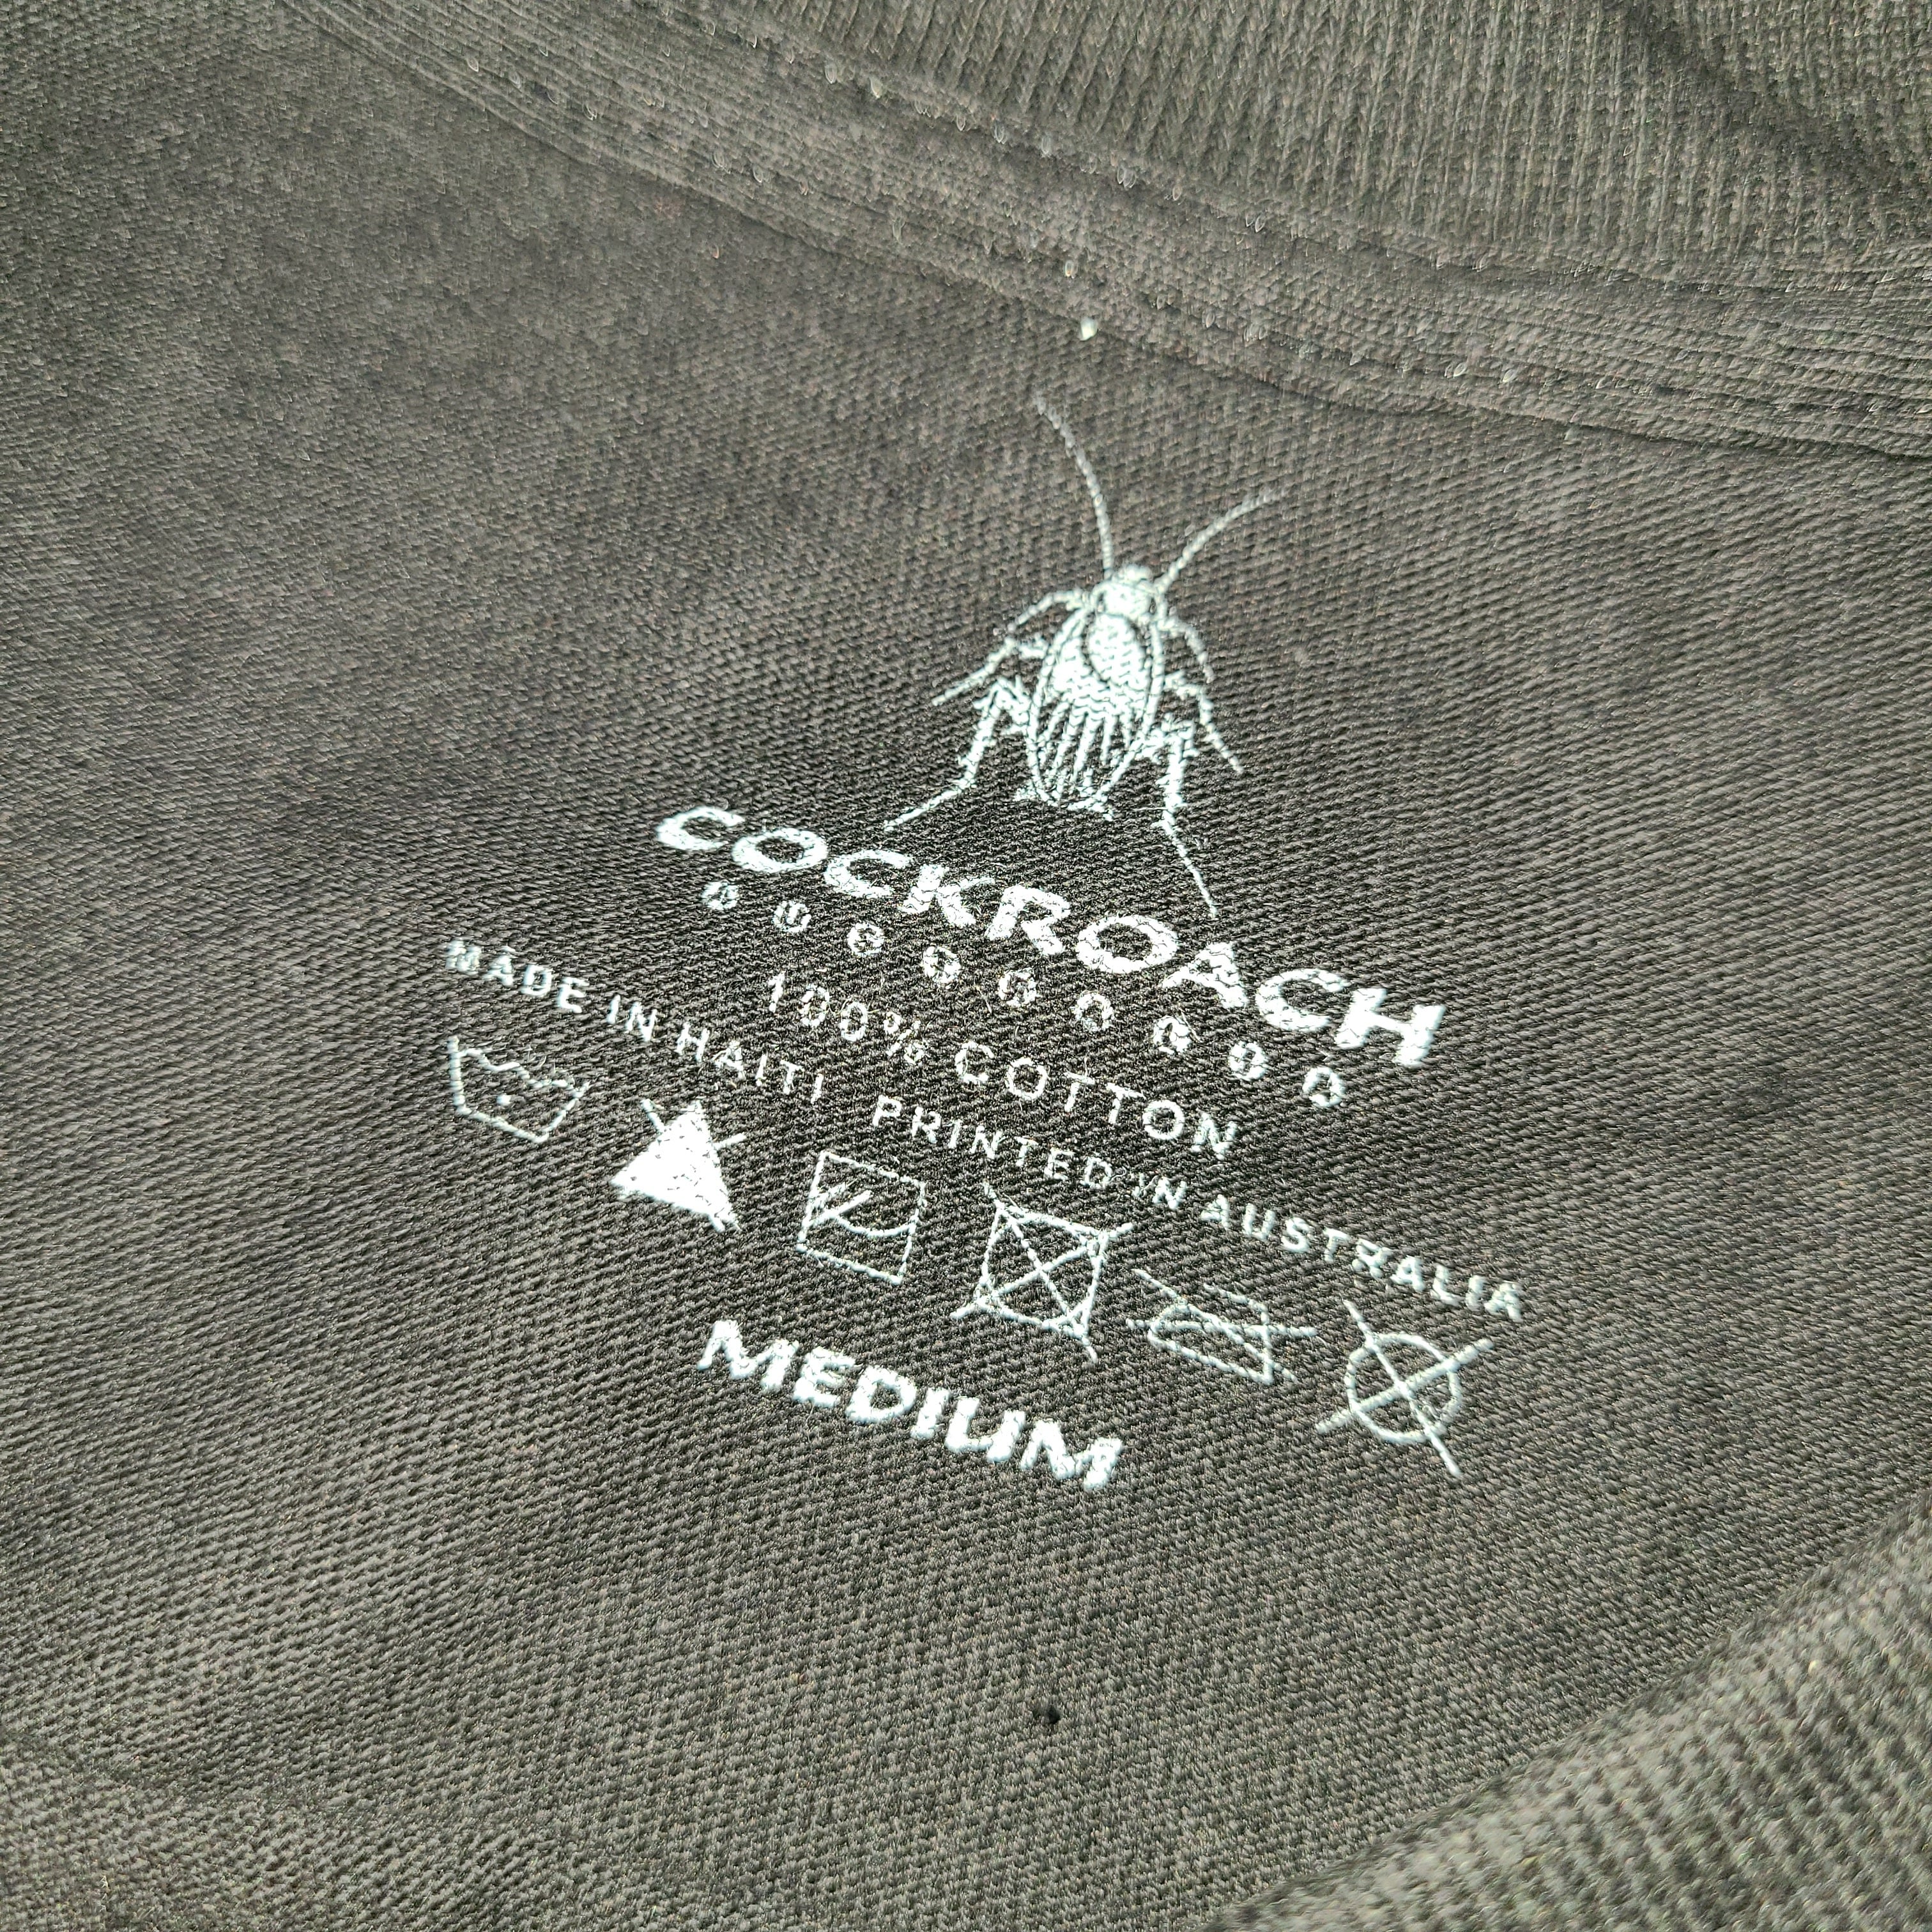 COCKROACH
100% COTTON
MADE IN HAITI PRINTED IN AUSTRALIA
MEDIUM